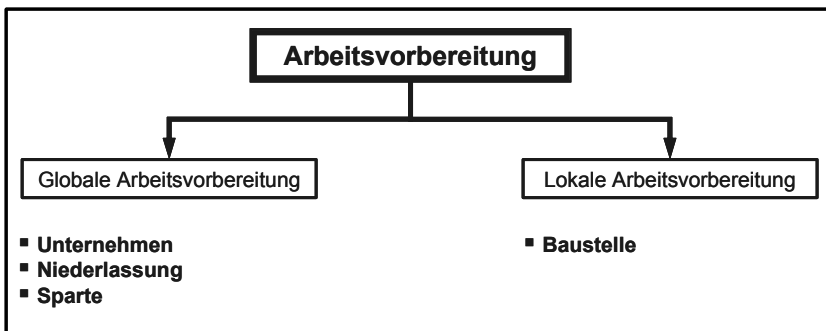 Arbeitsvorbereitung
Globale Arbeitsvorbereitung
Lokale Arbeitsvorbereitung
▪ Unternehmen
▪ Niederlassung
▪ Sparte
▪ Baustelle